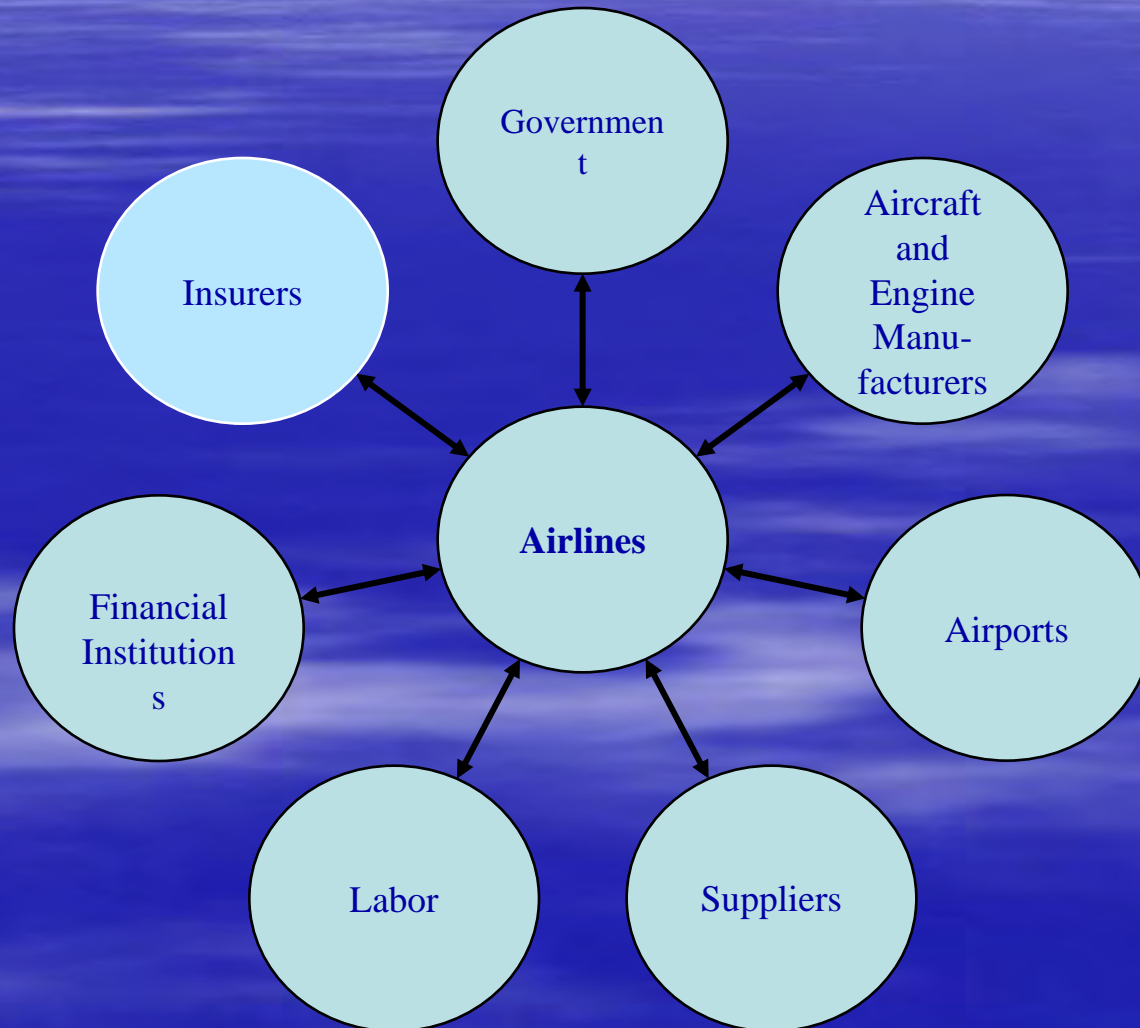 Governmen
t
Aircraft
and
Engine
Manu-
facturers
Insurers
Airlines
Financial
Institution
s
Airports
Labor
Suppliers